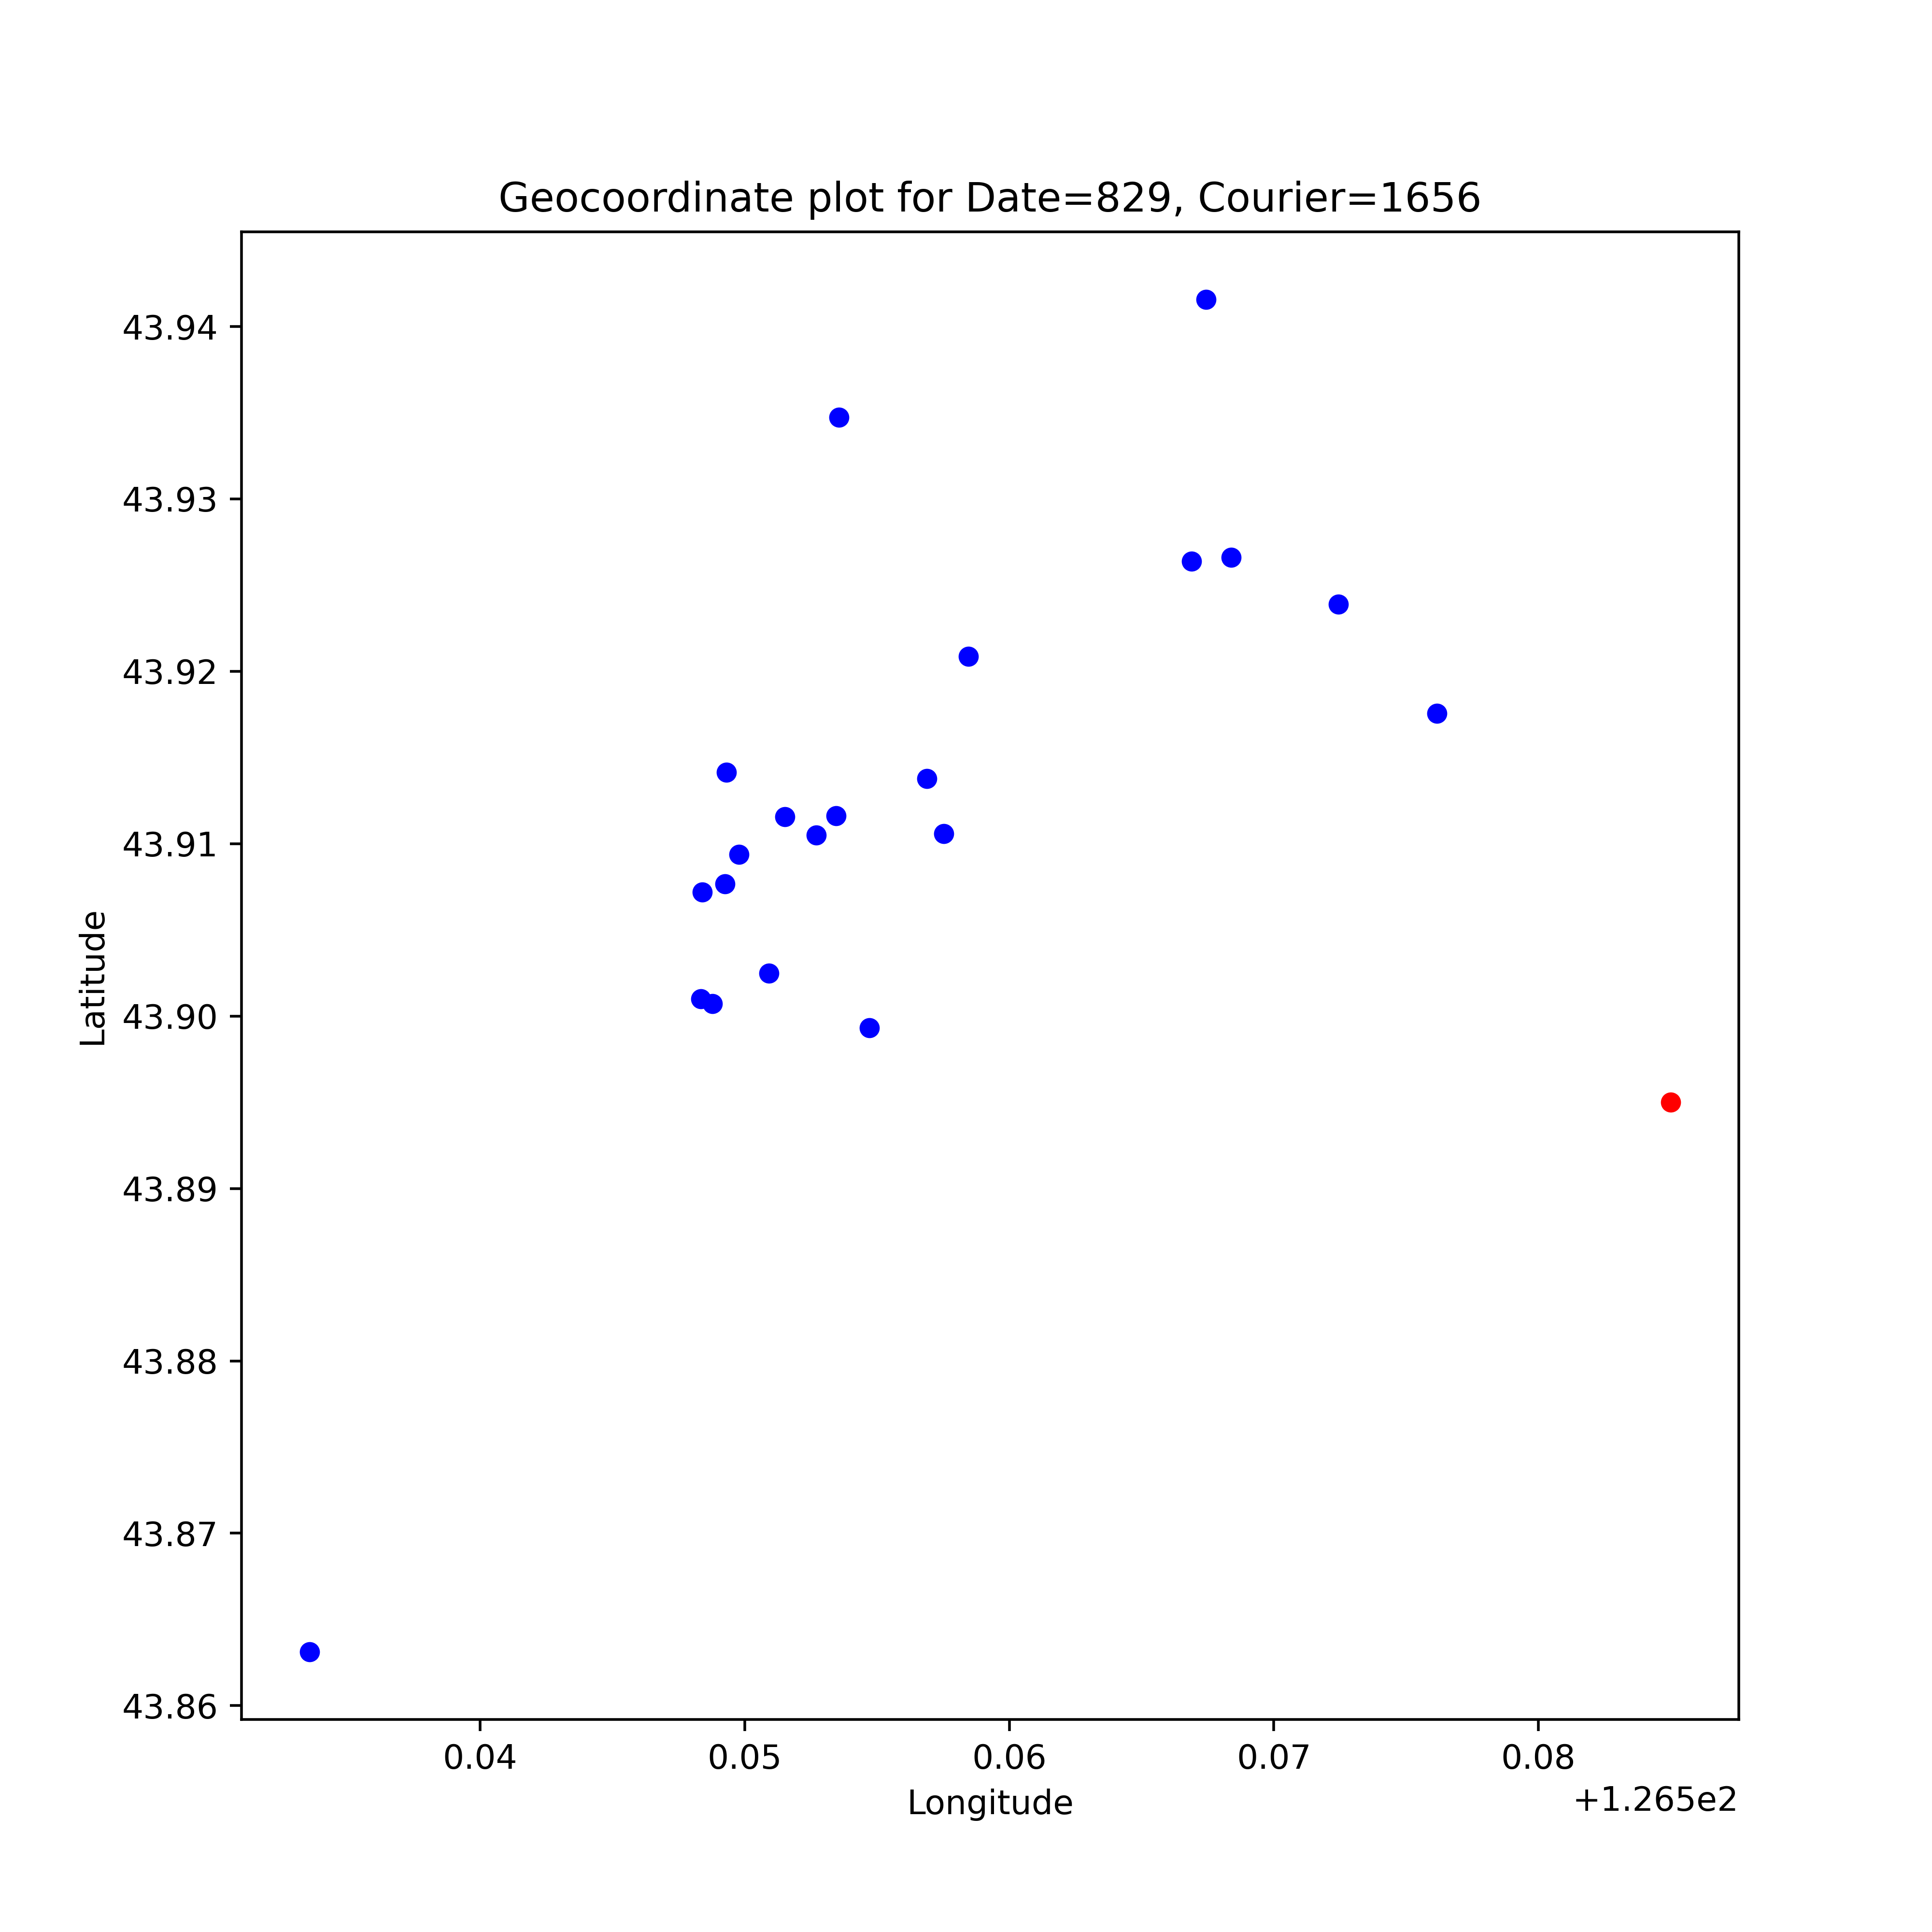 Geocoordinate plot for Date=829, Courier=1656
43.94
43.93
43.92
43.91
43.90
43.89
43.88
43.87
43.86
Latitude
0.04 0.05 0.06 0.07 0.08
Longitude
+1.265e2